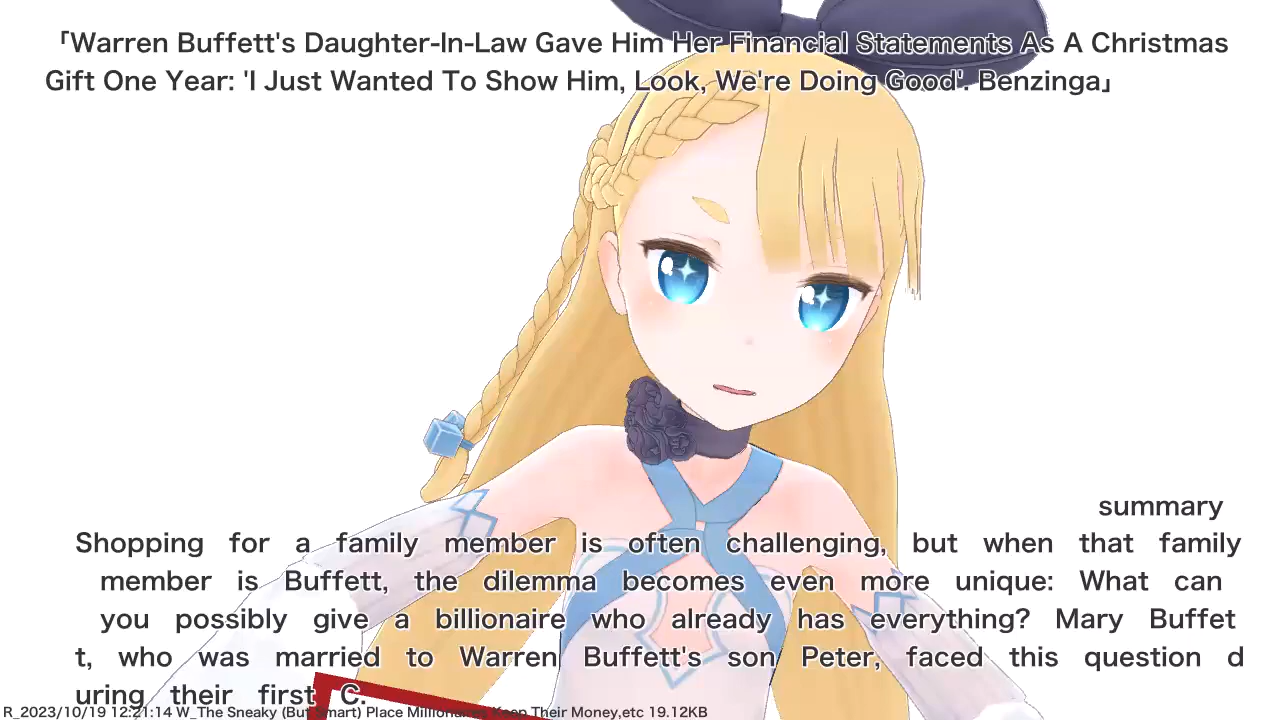 「Warren Buffett's Daughter-In-Law Gave Him Her Financial Statements As A Christmas
Gift One Year: 'I Just Wanted To Show Him, Look, We're Doing Good'. Benzinga」
summary
Shopping for a family member is often challenging, but when that family
member is Buffett, the dilemma becomes even more unique: What can
you possibly give a billionaire who already has everything? Mary Buffet
t, who was married to Warren Buffett's son Peter, faced this question d
uring their first C.
R_2023/10/19 12:21:14 W_The Sneaky (But Smart) Place Millionaires Keep Their Money,etc 19.12KB